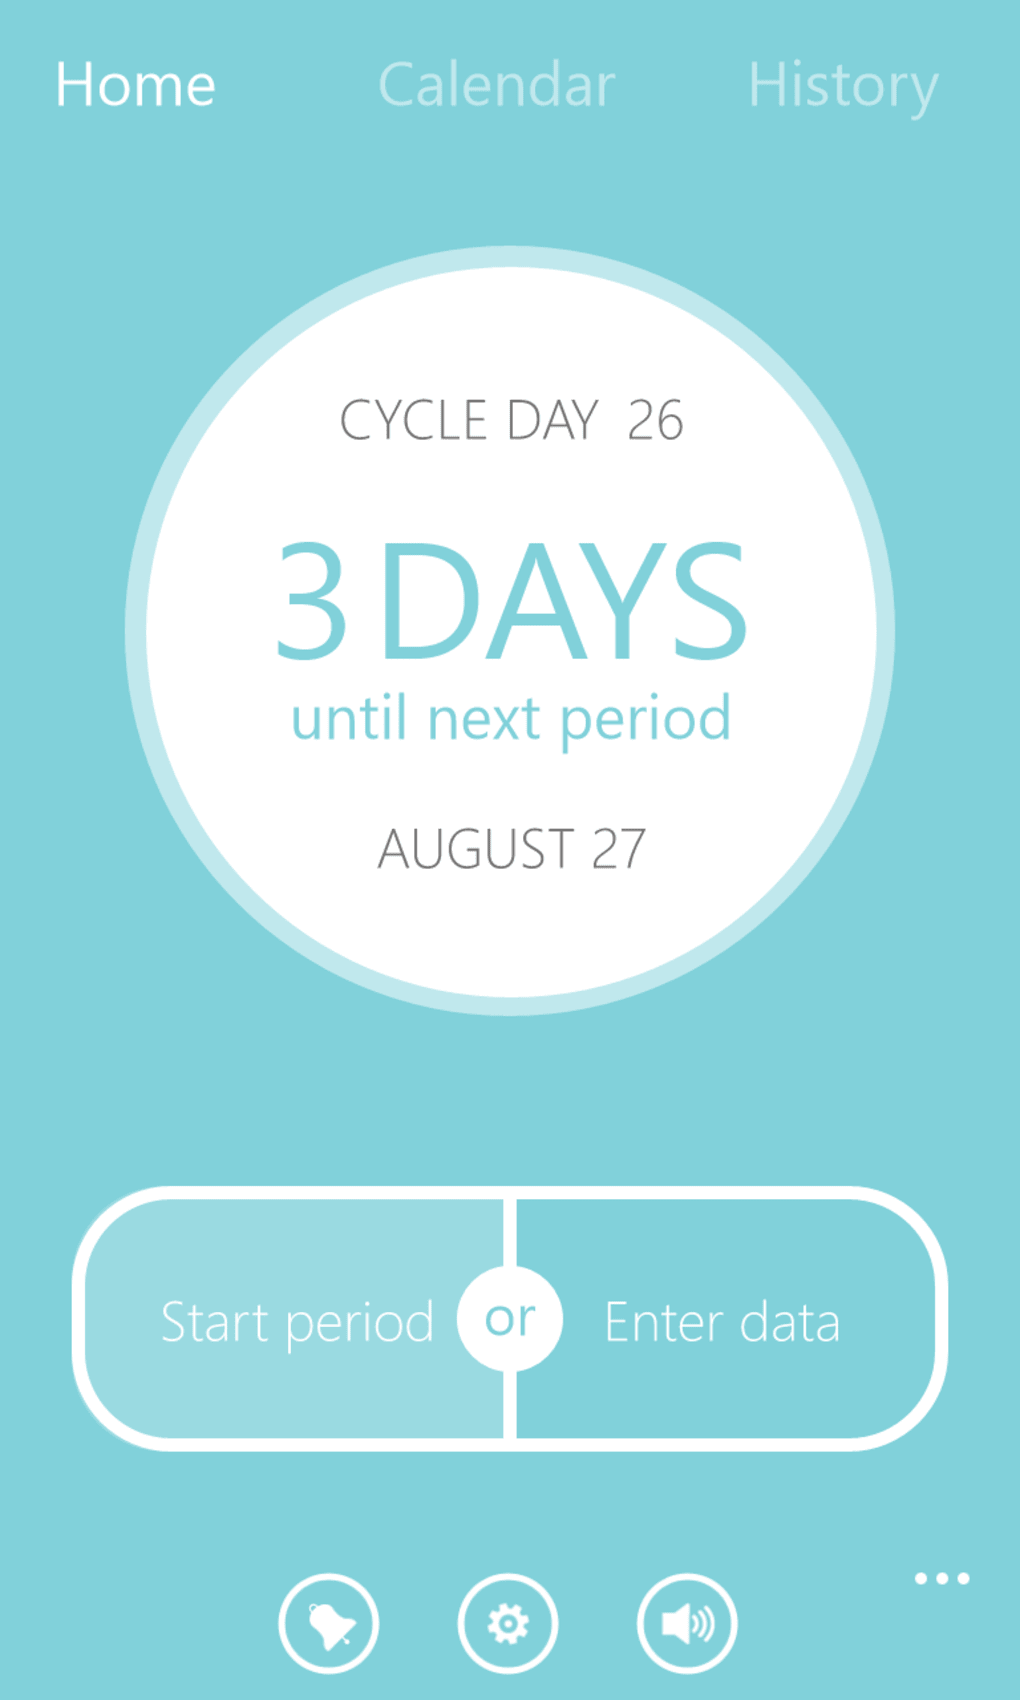 Home Calendar History
CYCLE DAY 26
3 DAYS
until next period
AUGUST 27
Start period or Enter data